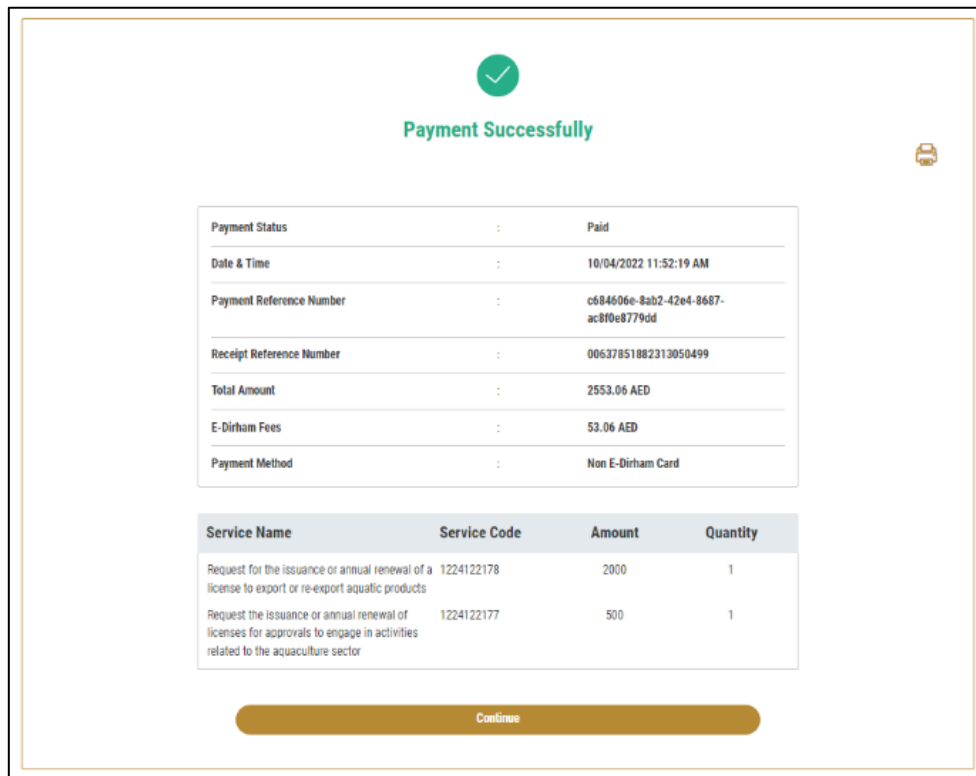 Payment Successfully
Payment Status : Paid
Date & Time : 10/04/2022 11:52:19 AM
Payment Reference Number : c684606e-8ab2-42e4-8687-
ac8f0e8779dd
Receipt Reference Number : 00637851882313050499
Total Amount : 2553.06 AED
E-Dirham Fees : 53.06 AED
Payment Method : Non E-Dirham Card
Service Name Service Code Amount Quantity
Request for the issuance or annual renewal of a 1224122178 2000 1
license to export or re-export aquatic products
Request the issuance or annual renewal of 1224122177 500 1
licenses for approvals to engage in activities
related to the aquaculture sector
Continue